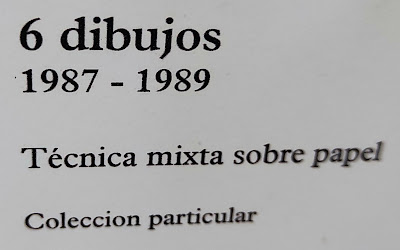 6 dibujos
1987 - 1989
Técnica mixta sobre papel
Coleccion particular